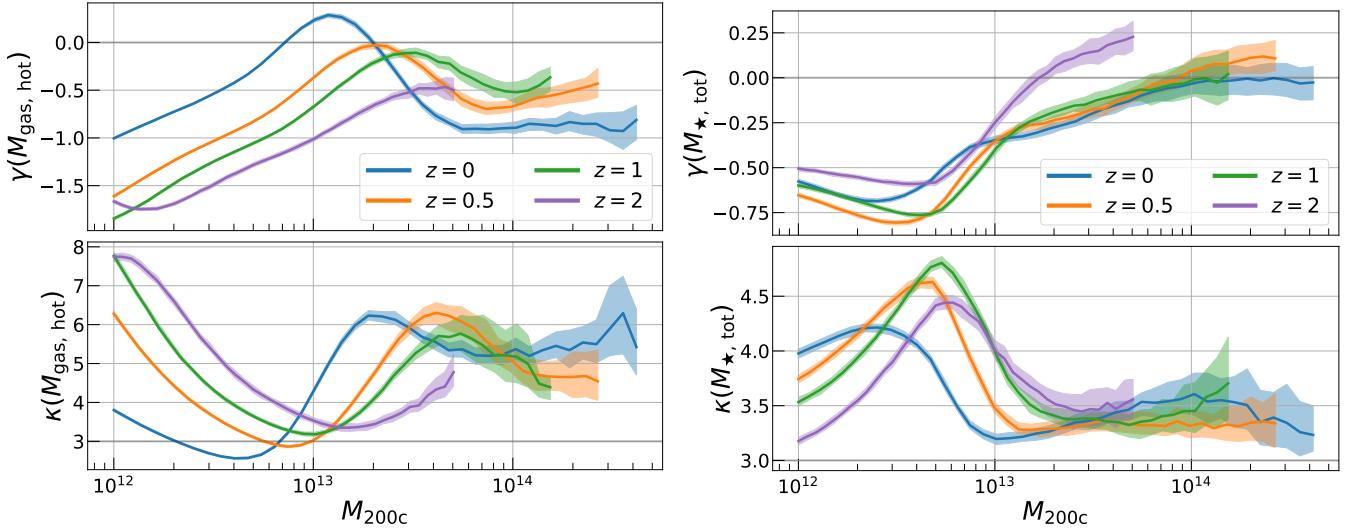 γ(M_gas, hot)
0.0
−0.5
−1.0
−1.5
z = 0
z = 0.5
z = 1
z = 2
κ(M_gas, hot)
8
7
6
5
4
3
10^12
10^13
10^14
M_200c
γ(M_★, tot)
0.25
0.00
−0.25
−0.50
−0.75
z = 0
z = 0.5
z = 1
z = 2
κ(M_★, tot)
4.5
4.0
3.5
3.0
10^12
10^13
10^14
M_200c